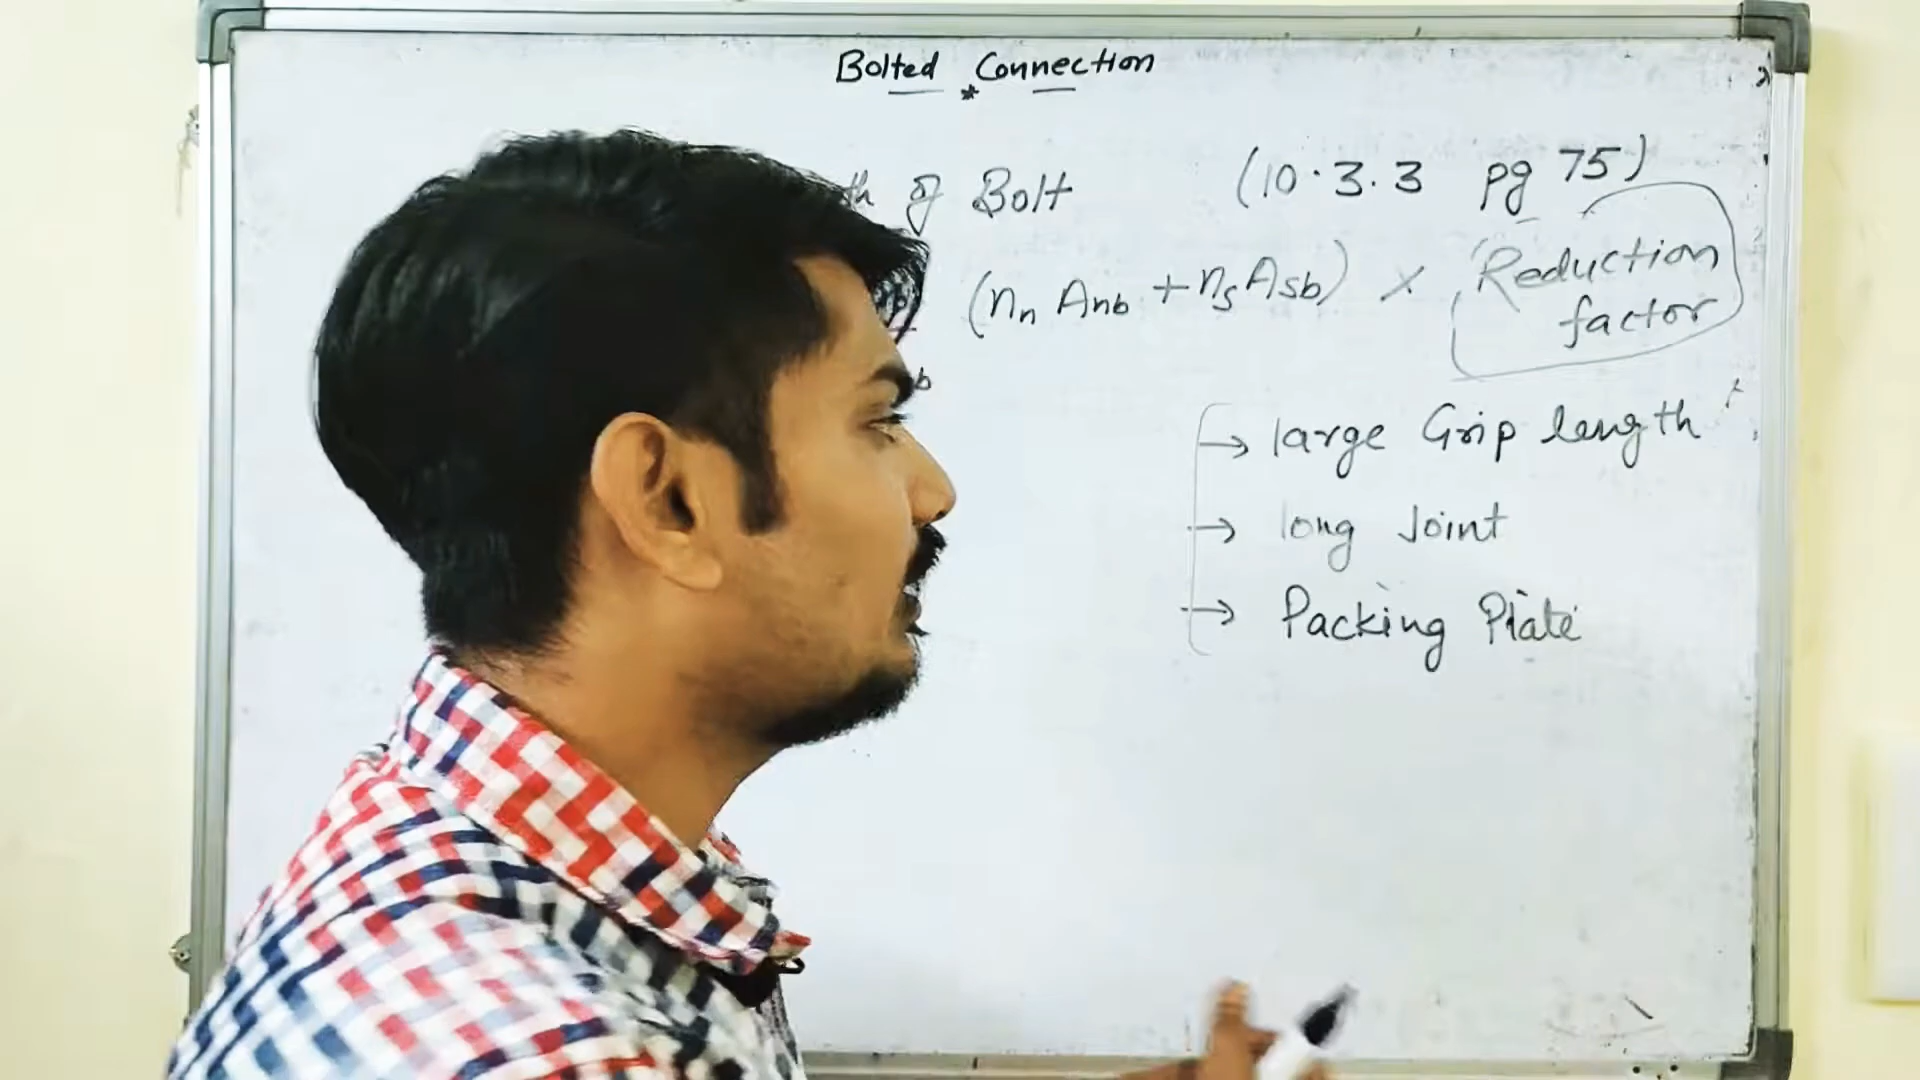 Bolted Connection
of Bolt (10.3.3 pg 75)
(nn Anb + ns Asb) × Reduction
factor
→ large Grip length
→ long Joint
→ Packing Plate